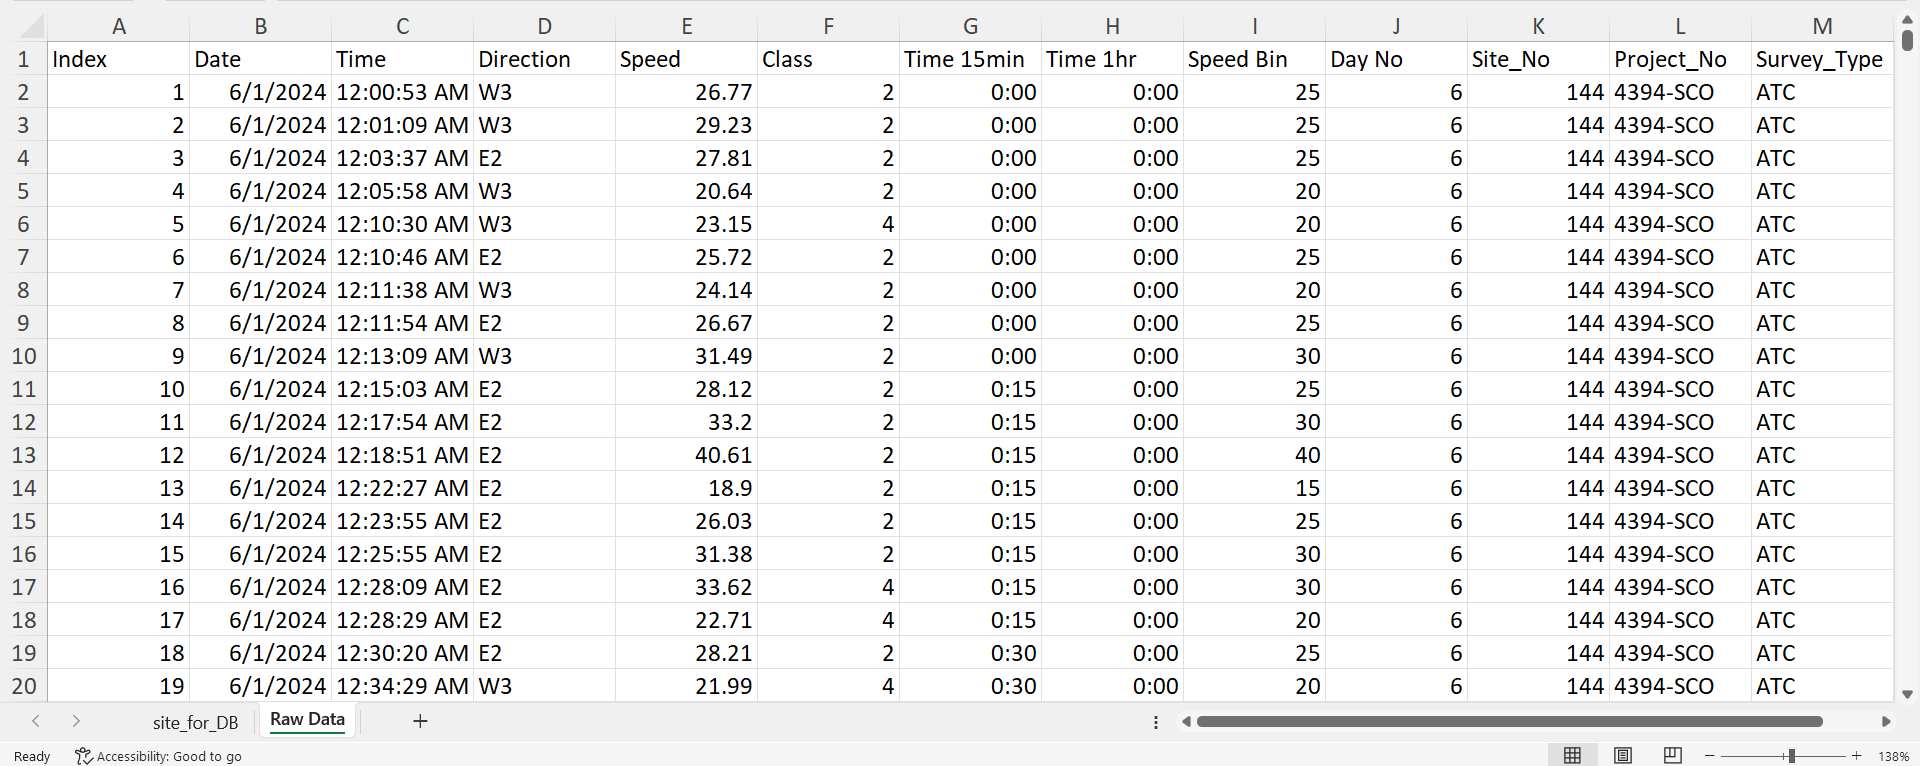 A B C D E F G H I J K L M
1 Index Date Time Direction Speed Class Time 15min Time 1hr Speed Bin Day No Site_No Project_No Survey_Type
2 1 6/1/2024 12:00:53 AM W3 26.77 2 0:00 0:00 25 6 144 4394-SCO ATC
3 2 6/1/2024 12:01:09 AM W3 29.23 2 0:00 0:00 25 6 144 4394-SCO ATC
4 3 6/1/2024 12:03:37 AM E2 27.81 2 0:00 0:00 25 6 144 4394-SCO ATC
5 4 6/1/2024 12:05:58 AM W3 20.64 2 0:00 0:00 20 6 144 4394-SCO ATC
6 5 6/1/2024 12:10:30 AM W3 23.15 4 0:00 0:00 20 6 144 4394-SCO ATC
7 6 6/1/2024 12:10:46 AM E2 25.72 2 0:00 0:00 25 6 144 4394-SCO ATC
8 7 6/1/2024 12:11:38 AM W3 24.14 2 0:00 0:00 20 6 144 4394-SCO ATC
9 8 6/1/2024 12:11:54 AM E2 26.67 2 0:00 0:00 25 6 144 4394-SCO ATC
10 9 6/1/2024 12:13:09 AM W3 31.49 2 0:00 0:00 30 6 144 4394-SCO ATC
11 10 6/1/2024 12:15:03 AM E2 28.12 2 0:15 0:00 25 6 144 4394-SCO ATC
12 11 6/1/2024 12:17:54 AM E2 33.2 2 0:15 0:00 30 6 144 4394-SCO ATC
13 12 6/1/2024 12:18:51 AM E2 40.61 2 0:15 0:00 40 6 144 4394-SCO ATC
14 13 6/1/2024 12:22:27 AM E2 18.9 2 0:15 0:00 15 6 144 4394-SCO ATC
15 14 6/1/2024 12:23:55 AM E2 26.03 2 0:15 0:00 25 6 144 4394-SCO ATC
16 15 6/1/2024 12:25:55 AM E2 31.38 2 0:15 0:00 30 6 144 4394-SCO ATC
17 16 6/1/2024 12:28:09 AM E2 33.62 4 0:15 0:00 30 6 144 4394-SCO ATC
18 17 6/1/2024 12:28:29 AM E2 22.71 4 0:15 0:00 20 6 144 4394-SCO ATC
19 18 6/1/2024 12:30:20 AM E2 28.21 2 0:30 0:00 25 6 144 4394-SCO ATC
20 19 6/1/2024 12:34:29 AM W3 21.99 4 0:30 0:00 20 6 144 4394-SCO ATC
site_for_DB Raw Data
Ready Accessibility: Good to go 138%